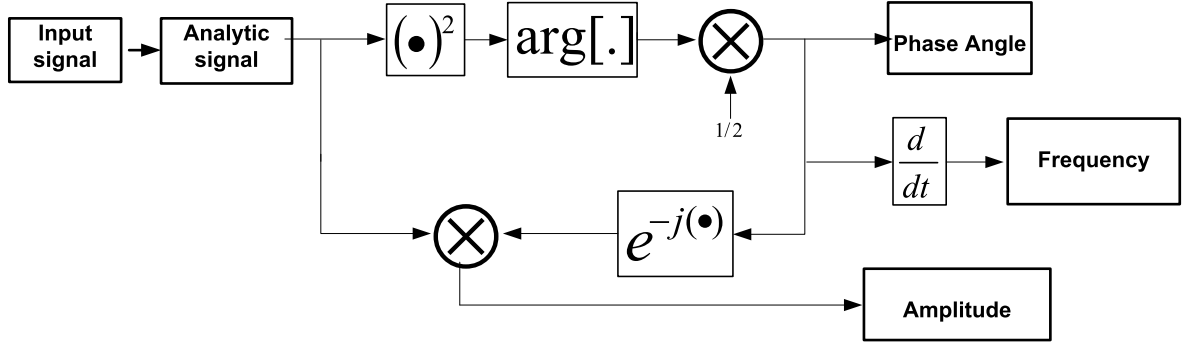 Input
signal
Analytic
signal
(•)²
arg[.]
1/2
Phase Angle
d
dt
Frequency
e^{-j(•)}
Amplitude